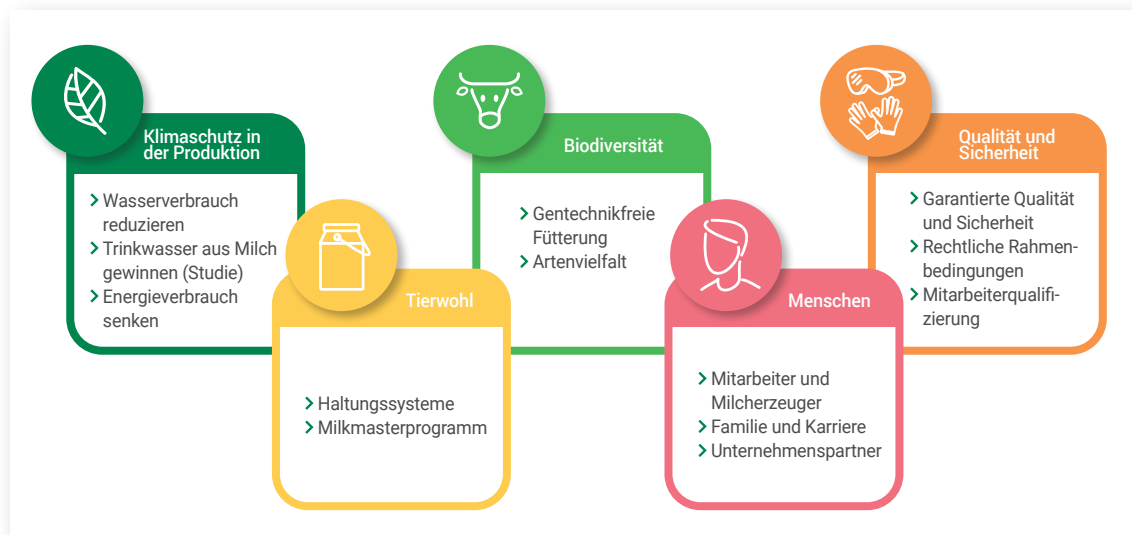 Klimaschutz in
der Produktion
> Wasserverbrauch
reduzieren
> Trinkwasser aus Milch
gewinnen (Studie)
> Energieverbrauch
senken
Tierwohl
> Haltungssysteme
> Milkmasterprogramm
Biodiversität
> Gentechnikfreie
Fütterung
> Artenvielfalt
Menschen
> Mitarbeiter und
Milcherzeuger
> Familie und Karriere
> Unternehmenspartner
Qualität und
Sicherheit
> Garantierte Qualität
und Sicherheit
> Rechtliche Rahmen-
bedingungen
> Mitarbeiterqualifi-
zierung